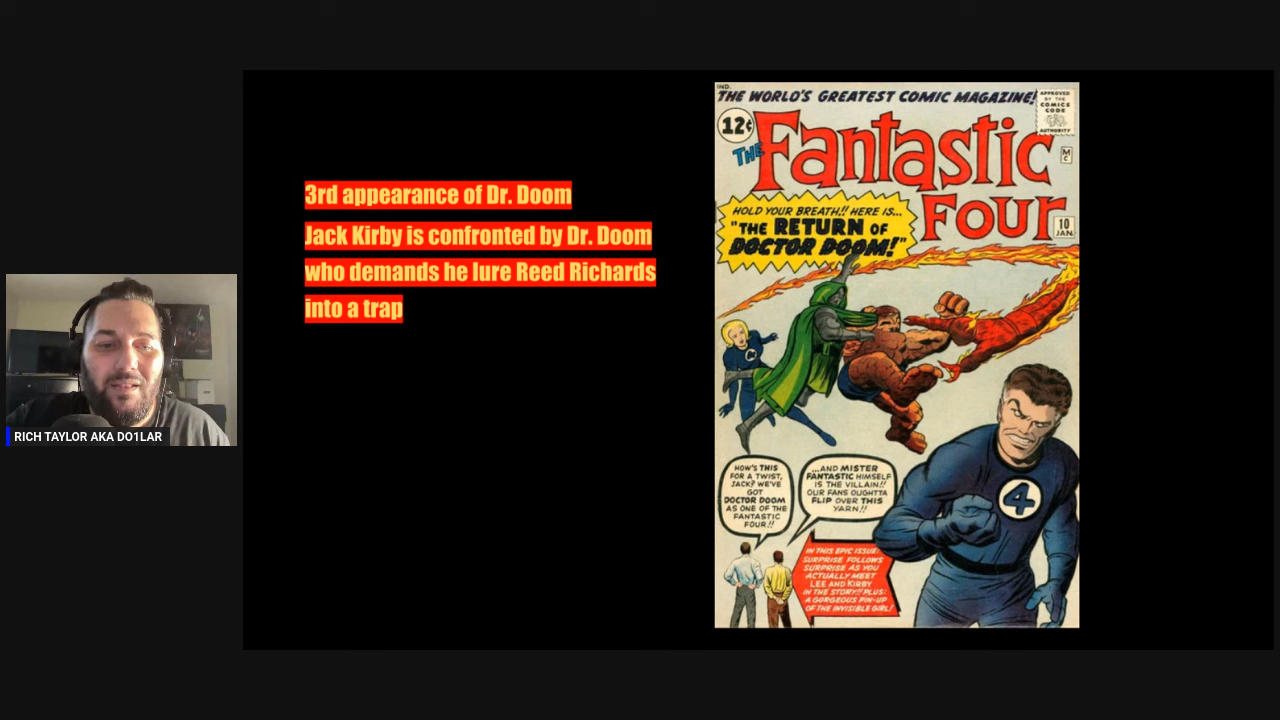 3rd appearance of Dr. Doom
Jack Kirby is confronted by Dr. Doom
who demands he lure Reed Richards
into a trap
RICH TAYLOR AKA DO1LAR
IND.
THE WORLD'S GREATEST COMIC MAGAZINE!
APPROVED
BY THE
COMICS
CODE
AUTHORITY
12¢
THE
Fantastic
FOUR
M
C
10
JAN.
HOLD YOUR BREATH!! HERE IS...
"THE RETURN OF
DOCTOR DOOM!"
4
HOW'S THIS
FOR A TWIST,
JACK? WE'VE
GOT
DOCTOR DOOM
AS ONE OF THE
FANTASTIC
FOUR!!
...AND MISTER
FANTASTIC HIMSELF
IS THE VILLAIN!!
OUR FANS OUGHTTA
FLIP OVER THIS
YARN!!
IN THIS EPIC ISSUE
SURPRISE FOLLOWS
SURPRISE AS YOU
ACTUALLY MEET
LEE AND KIRBY
IN THE STORY!! PLUS:
A GORGEOUS PIN-UP
OF THE INVISIBLE GIRL!